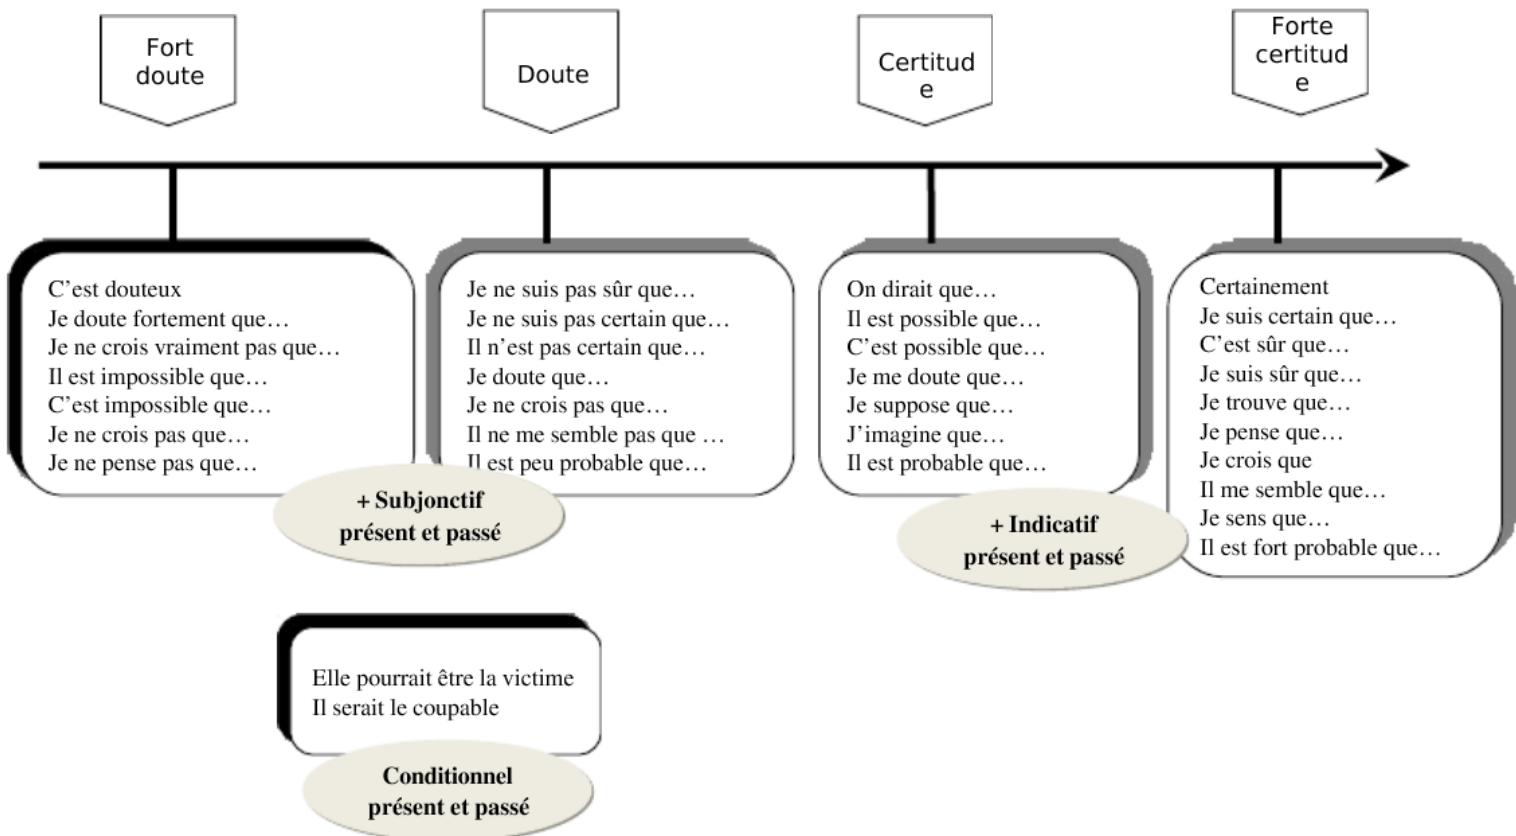 Fort
doute
Doute
Certitud
e
Forte
certitud
e
C’est douteux
Je doute fortement que…
Je ne crois vraiment pas que…
Il est impossible que…
C’est impossible que…
Je ne crois pas que…
Je ne pense pas que…
Je ne suis pas sûr que…
Je ne suis pas certain que…
Il n’est pas certain que…
Je doute que…
Je ne crois pas que…
Il ne me semble pas que …
Il est peu probable que…
+ Subjonctif
présent et passé
On dirait que…
Il est possible que…
C’est possible que…
Je me doute que…
Je suppose que…
J’imagine que…
Il est probable que…
Certainement
Je suis certain que…
C’est sûr que…
Je suis sûr que…
Je trouve que…
Je pense que…
Je crois que
Il me semble que…
Je sens que…
Il est fort probable que…
+ Indicatif
présent et passé
Elle pourrait être la victime
Il serait le coupable
Conditionnel
présent et passé